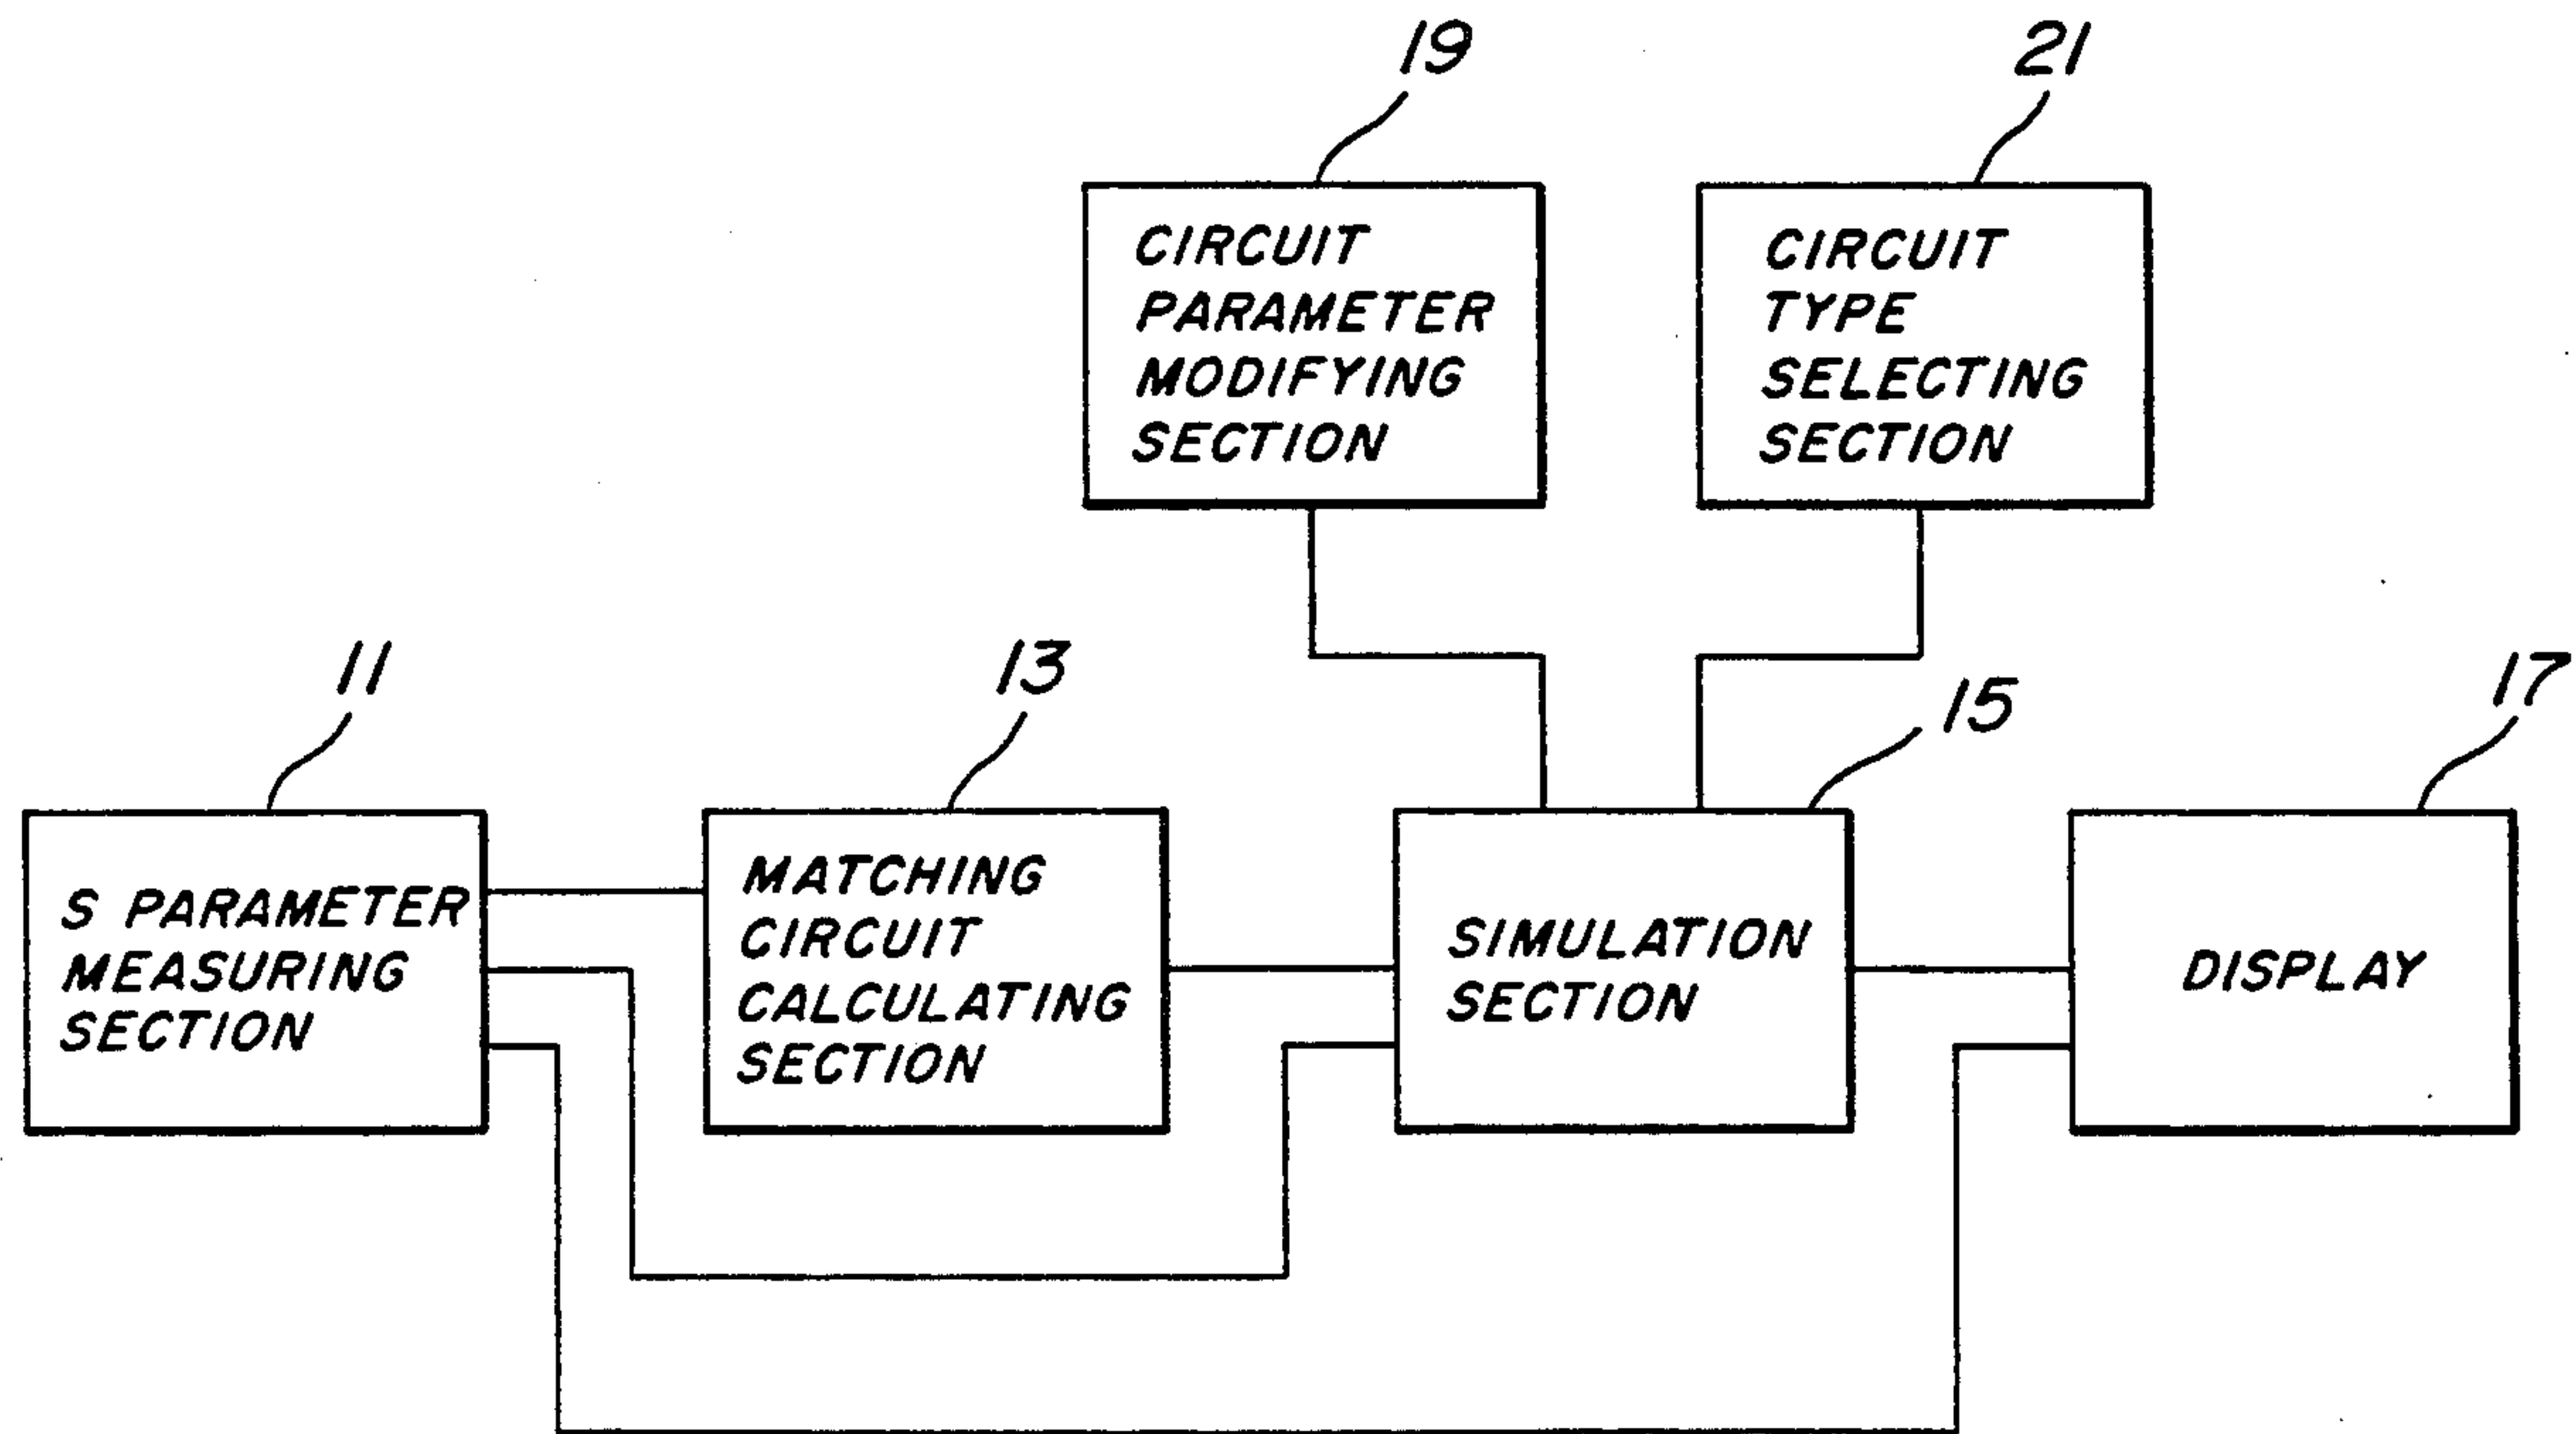 19
21
CIRCUIT
PARAMETER
MODIFYING
SECTION
CIRCUIT
TYPE
SELECTING
SECTION
11
13
15
17
S PARAMETER
MEASURING
SECTION
MATCHING
CIRCUIT
CALCULATING
SECTION
SIMULATION
SECTION
DISPLAY